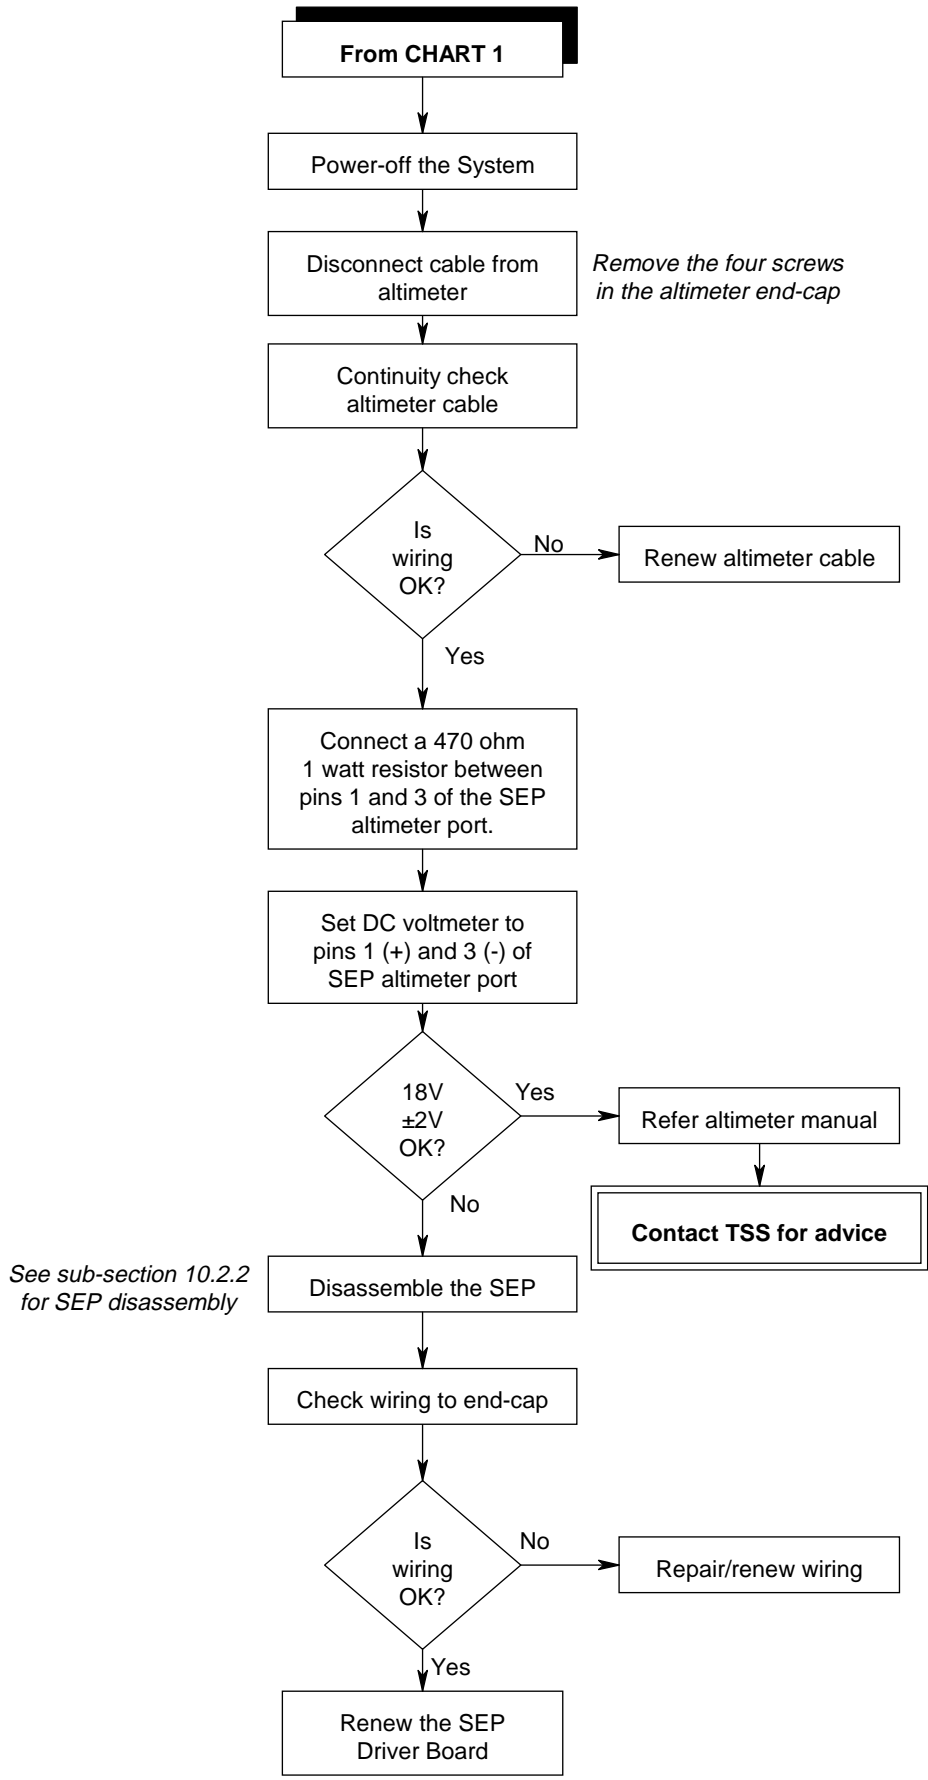 From CHART 1
Power-off the System
Disconnect cable from
altimeter
Remove the four screws
in the altimeter end-cap
Continuity check
altimeter cable
Is
wiring
OK?
No
Renew altimeter cable
Yes
Connect a 470 ohm
1 watt resistor between
pins 1 and 3 of the SEP
altimeter port.
Set DC voltmeter to
pins 1 (+) and 3 (-) of
SEP altimeter port
18V
±2V
OK?
Yes
Refer altimeter manual
Contact TSS for advice
No
See sub-section 10.2.2
for SEP disassembly
Disassemble the SEP
Check wiring to end-cap
Is
wiring
OK?
No
Repair/renew wiring
Yes
Renew the SEP
Driver Board